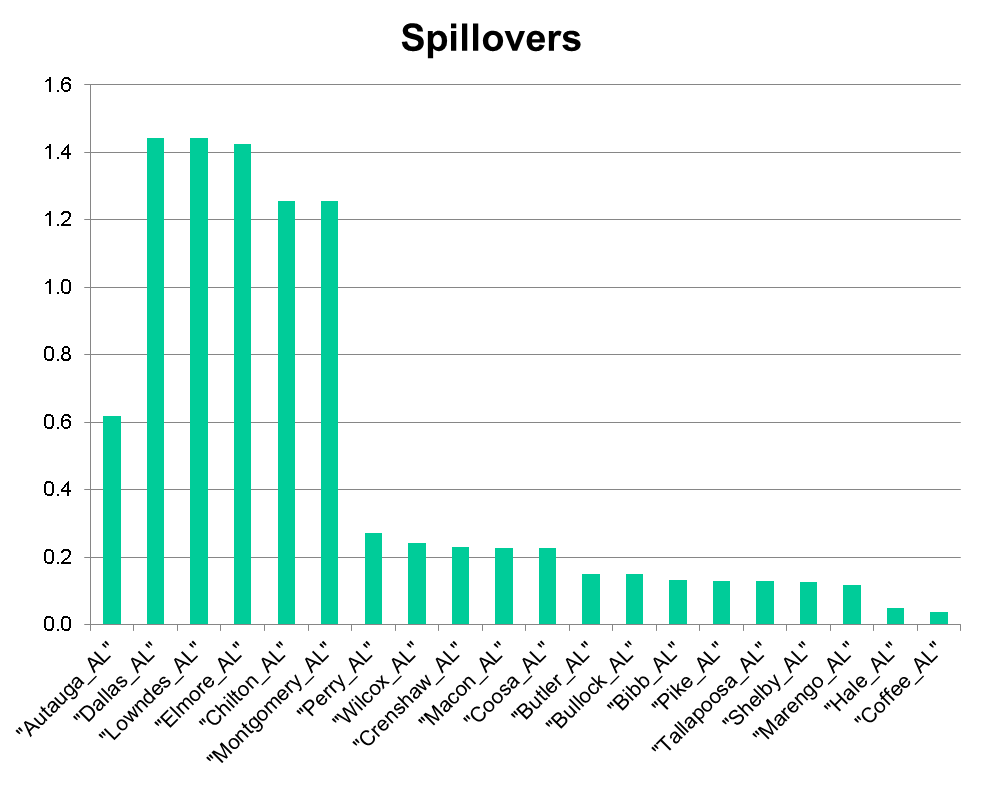 Spillovers
1.6
1.4
1.2
1.0
0.8
0.6
0.4
0.2
0.0
"Autauga_AL"
"Dallas_AL"
"Lowndes_AL"
"Elmore_AL"
"Chilton_AL"
"Montgomery_AL"
"Perry_AL"
"Wilcox_AL"
"Crenshaw_AL"
"Macon_AL"
"Coosa_AL"
"Butler_AL"
"Bullock_AL"
"Bibb_AL"
"Pike_AL"
"Tallapoosa_AL"
"Shelby_AL"
"Marengo_AL"
"Hale_AL"
"Coffee_AL"